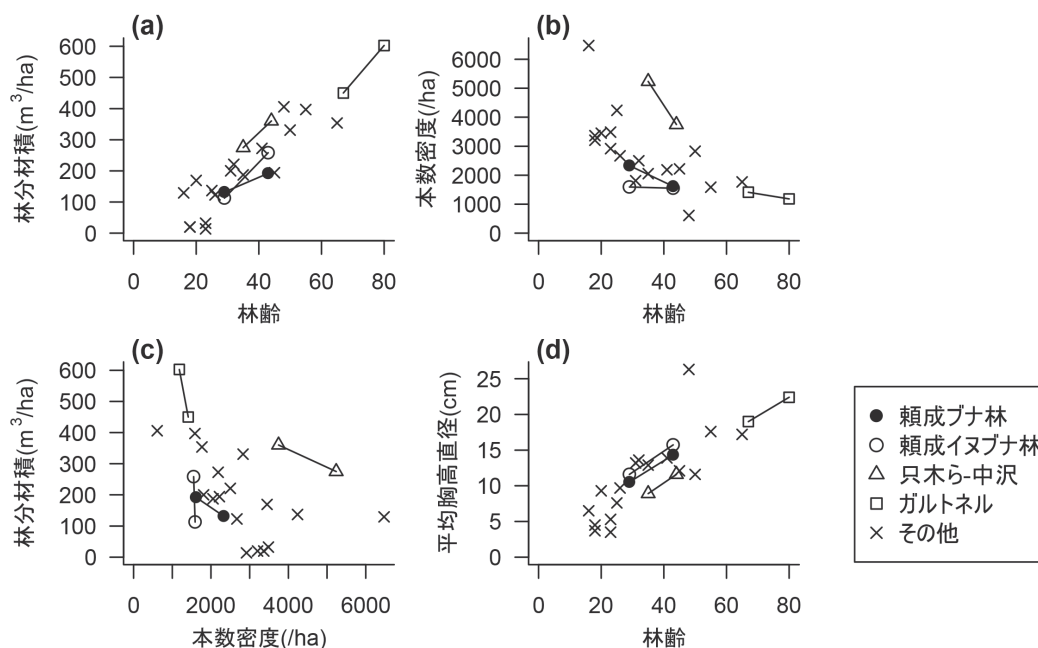 (a)
林分材積(m³/ha)
600
500
400
300
200
100
0
0 20 40 60 80
林齢
(b)
本数密度(/ha)
6000
5000
4000
3000
2000
1000
0
0 20 40 60 80
林齢
(c)
林分材積(m³/ha)
600
500
400
300
200
100
0
2000 4000 6000
本数密度(/ha)
(d)
平均胸高直径(cm)
25
20
15
10
5
0
0 20 40 60 80
林齢
頼成ブナ林
頼成イヌブナ林
只木ら-中沢
ガルトネル
その他